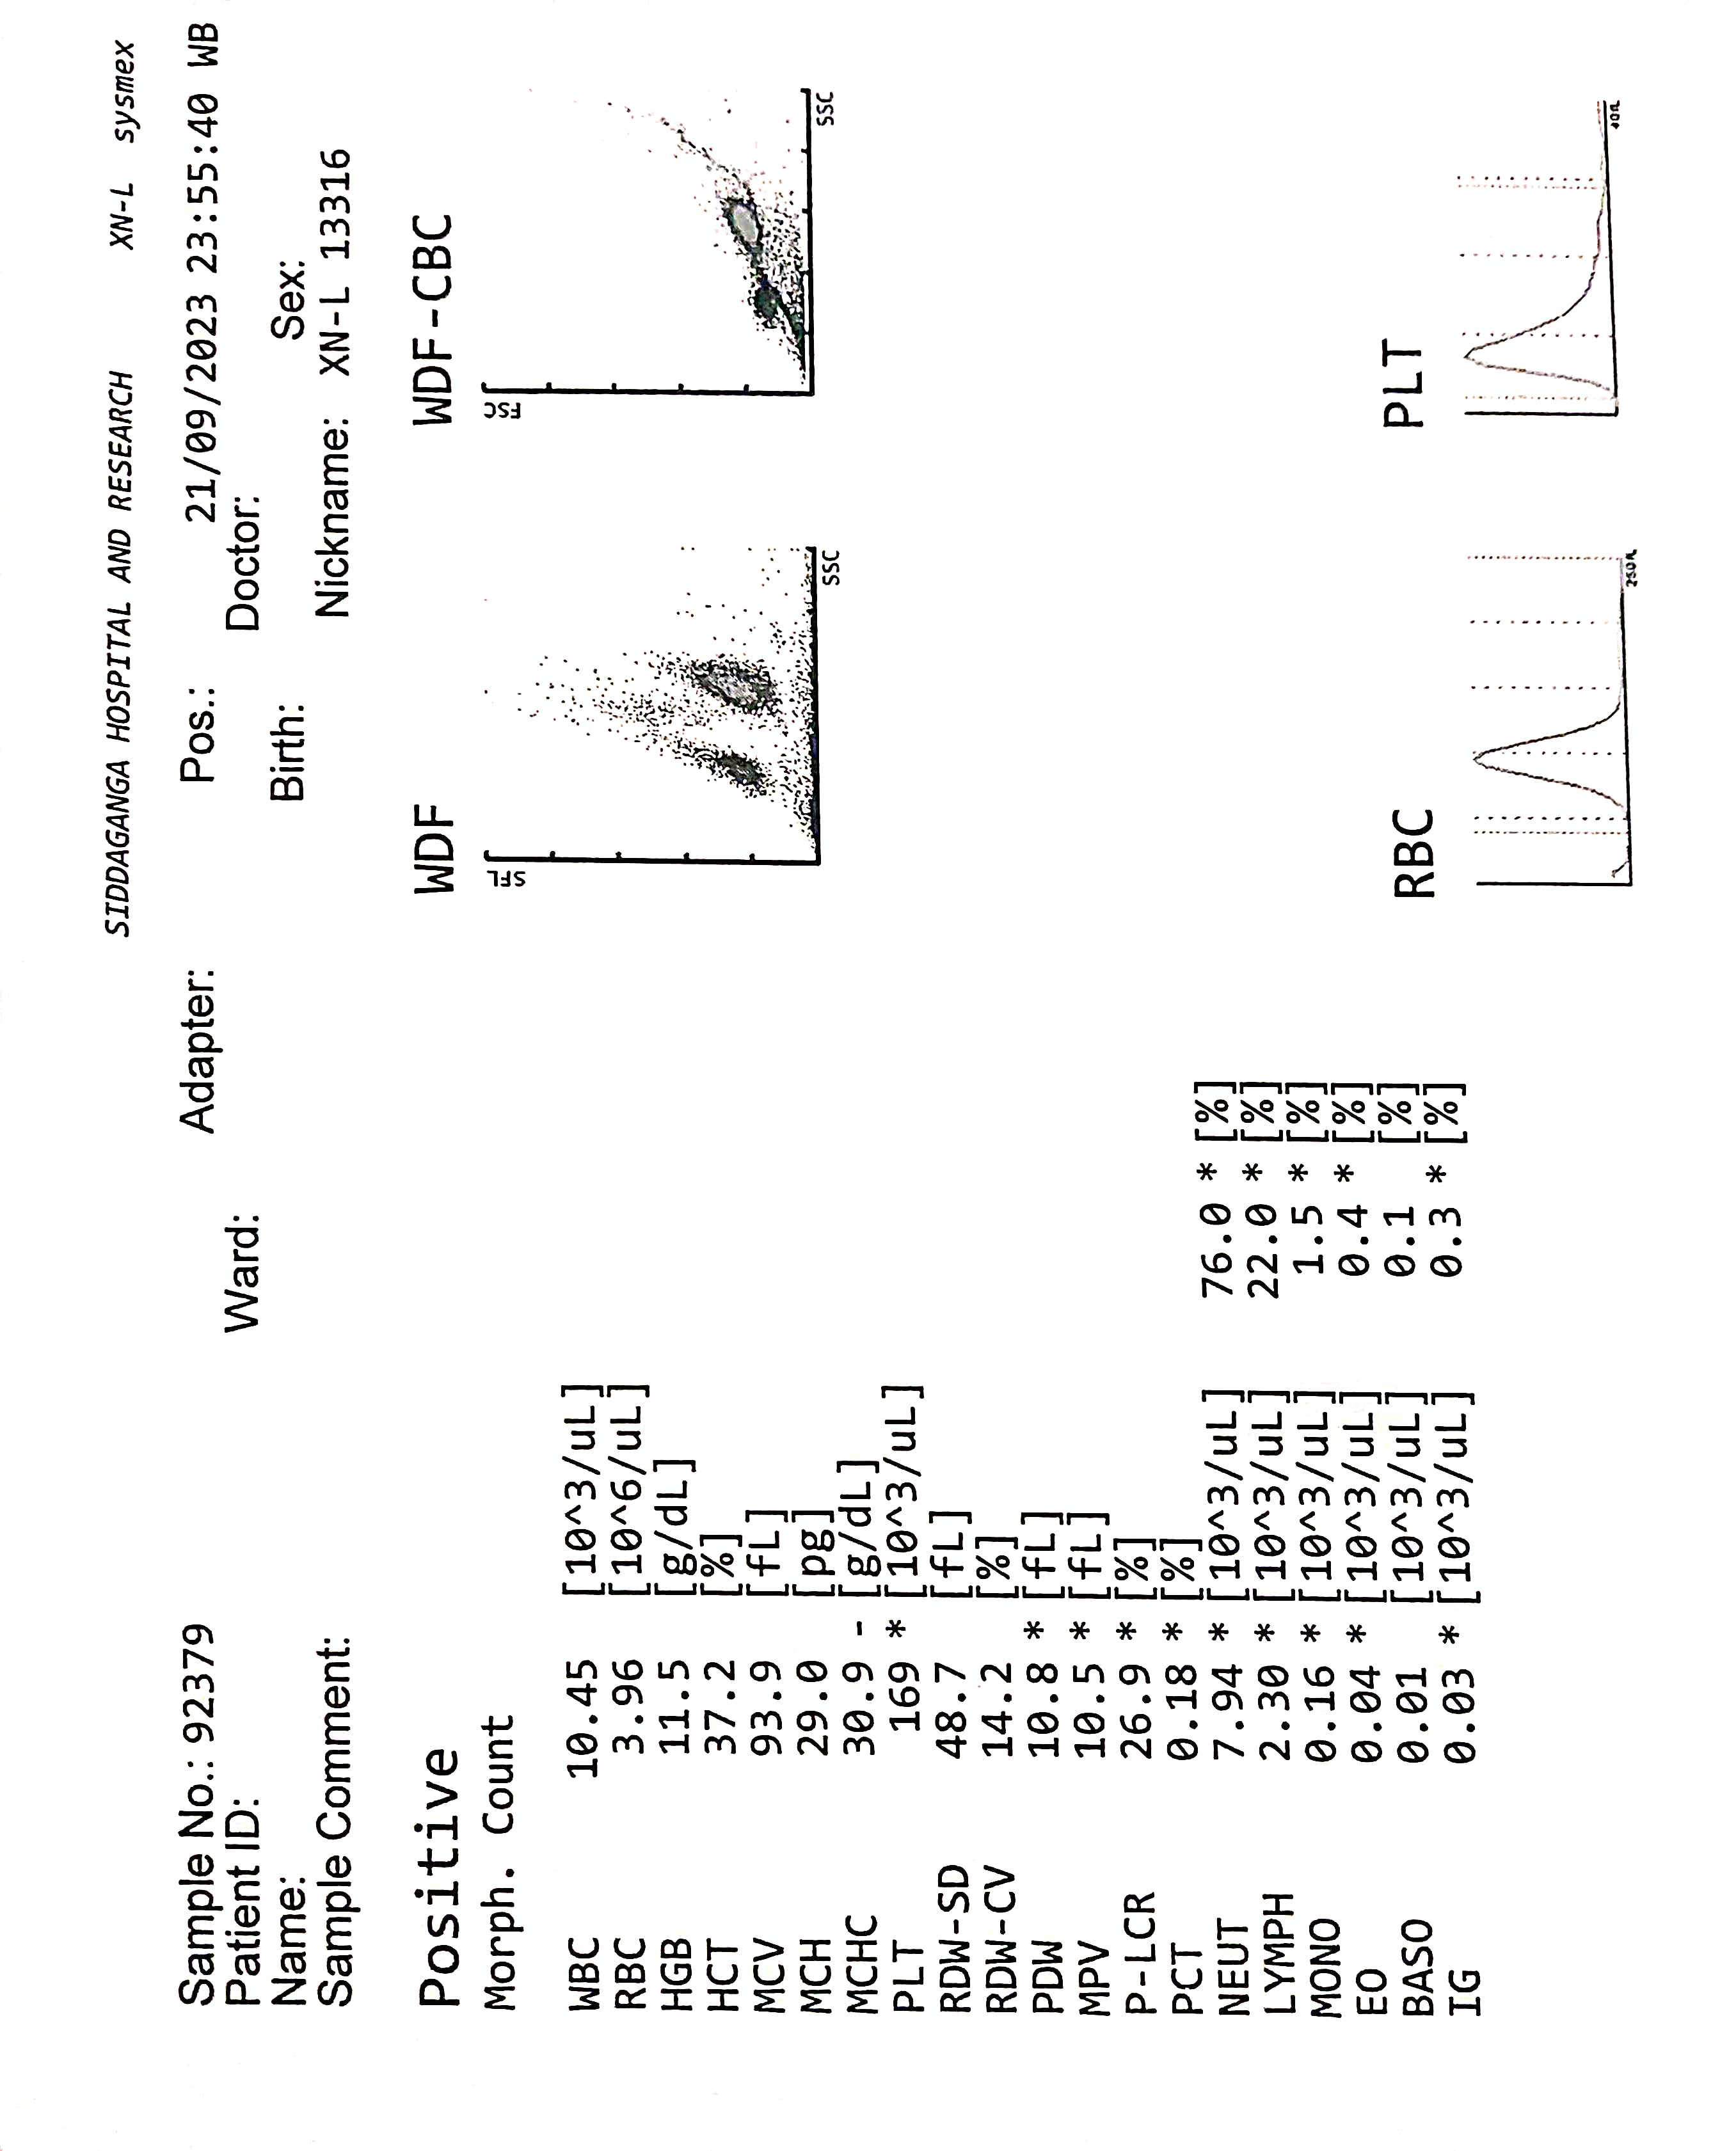 SIDDAGANGA HOSPITAL AND RESEARCH XN-L sysmex
Sample No.: 92379 Adapter: Pos.: 21/09/2023 23:55:40 WB
Patient ID: Ward: Doctor:
Name: Birth: Sex:
Sample Comment: Nickname: XN-L 13316
Positive
Morph. Count
WBC 10.45 [10^3/uL]
RBC 3.96 [10^6/uL]
HGB 11.5 [g/dL]
HCT 37.2 [%]
MCV 93.9 [fL]
MCH 29.0 [pg]
MCHC 30.9 - [g/dL]
PLT 169 * [10^3/uL]
RDW-SD 48.7 [fL]
RDW-CV 14.2 [%]
PDW 10.8 * [fL]
MPV 10.5 * [fL]
P-LCR 26.9 * [%]
PCT 0.18 * [%]
NEUT 7.94 * [10^3/uL] 76.0 * [%]
LYMPH 2.30 * [10^3/uL] 22.0 * [%]
MONO 0.16 * [10^3/uL] 1.5 * [%]
EO 0.04 * [10^3/uL] 0.4 * [%]
BASO 0.01 [10^3/uL] 0.1 [%]
IG 0.03 * [10^3/uL] 0.3 * [%]
WDF
SFL
SSC
WDF-CBC
FSC
SSC
RBC
250fL
PLT
40fL